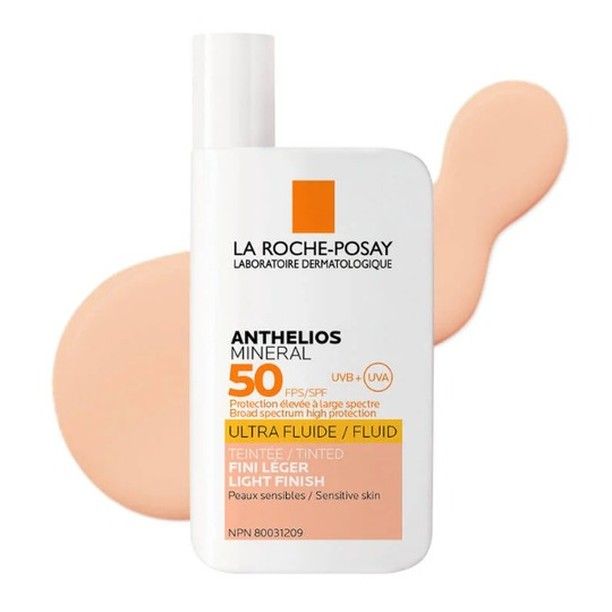 LA ROCHE-POSAY
LABORATOIRE DERMATOLOGIQUE
ANTHELIOS
MINERAL
50 FPS/SPF UVB + UVA
Protection élevée à large spectre
Broad spectrum high protection
ULTRA FLUIDE / FLUID
TEINTÉE / TINTED
FINI LÉGER
LIGHT FINISH
Peaux sensibles / Sensitive skin
NPN 80031209